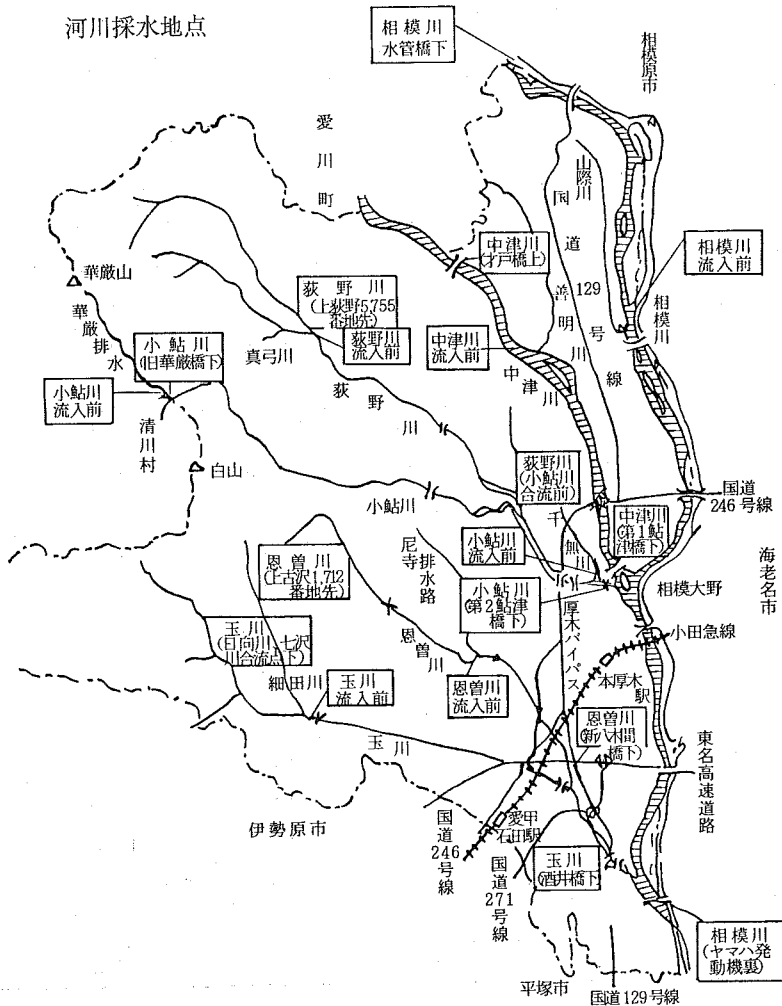 河川採水地点
相模川
水管橋下
相模原市
愛川町
山際川
国道129号線
中津川
(才戸橋上)
相模川
流入前
華厳山
華厳排水
荻野川
(上荻野5,755
番地先)
荻野川
流入前
中津川
流入前
善明川
相模川
小鮎川
(旧華厳橋下)
真弓川
中津川
小鮎川
流入前
荻野川
清川村
白山
荻野川
(小鮎川
合流前)
国道
246号線
小鮎川
千無川
中津川
(第1鮎
津橋下)
恩曽川
(上古沢1,712
番地先)
尼寺排水路
小鮎川
流入前
小鮎川
(第2鮎津
橋下)
相模大野
海老名市
玉川
(日向川、七沢
川合流点下)
恩曽川
厚木バイパス
小田急線
細田川
玉川
流入前
恩曽川
流入前
本厚木
駅
恩曽川
(新八木間
橋下)
玉川
東名高速道路
伊勢原市
国道246号線
愛甲
石田駅
国道271号線
玉川
(酒井橋下)
相模川
(ヤマハ発
動機裏)
平塚市
国道129号線